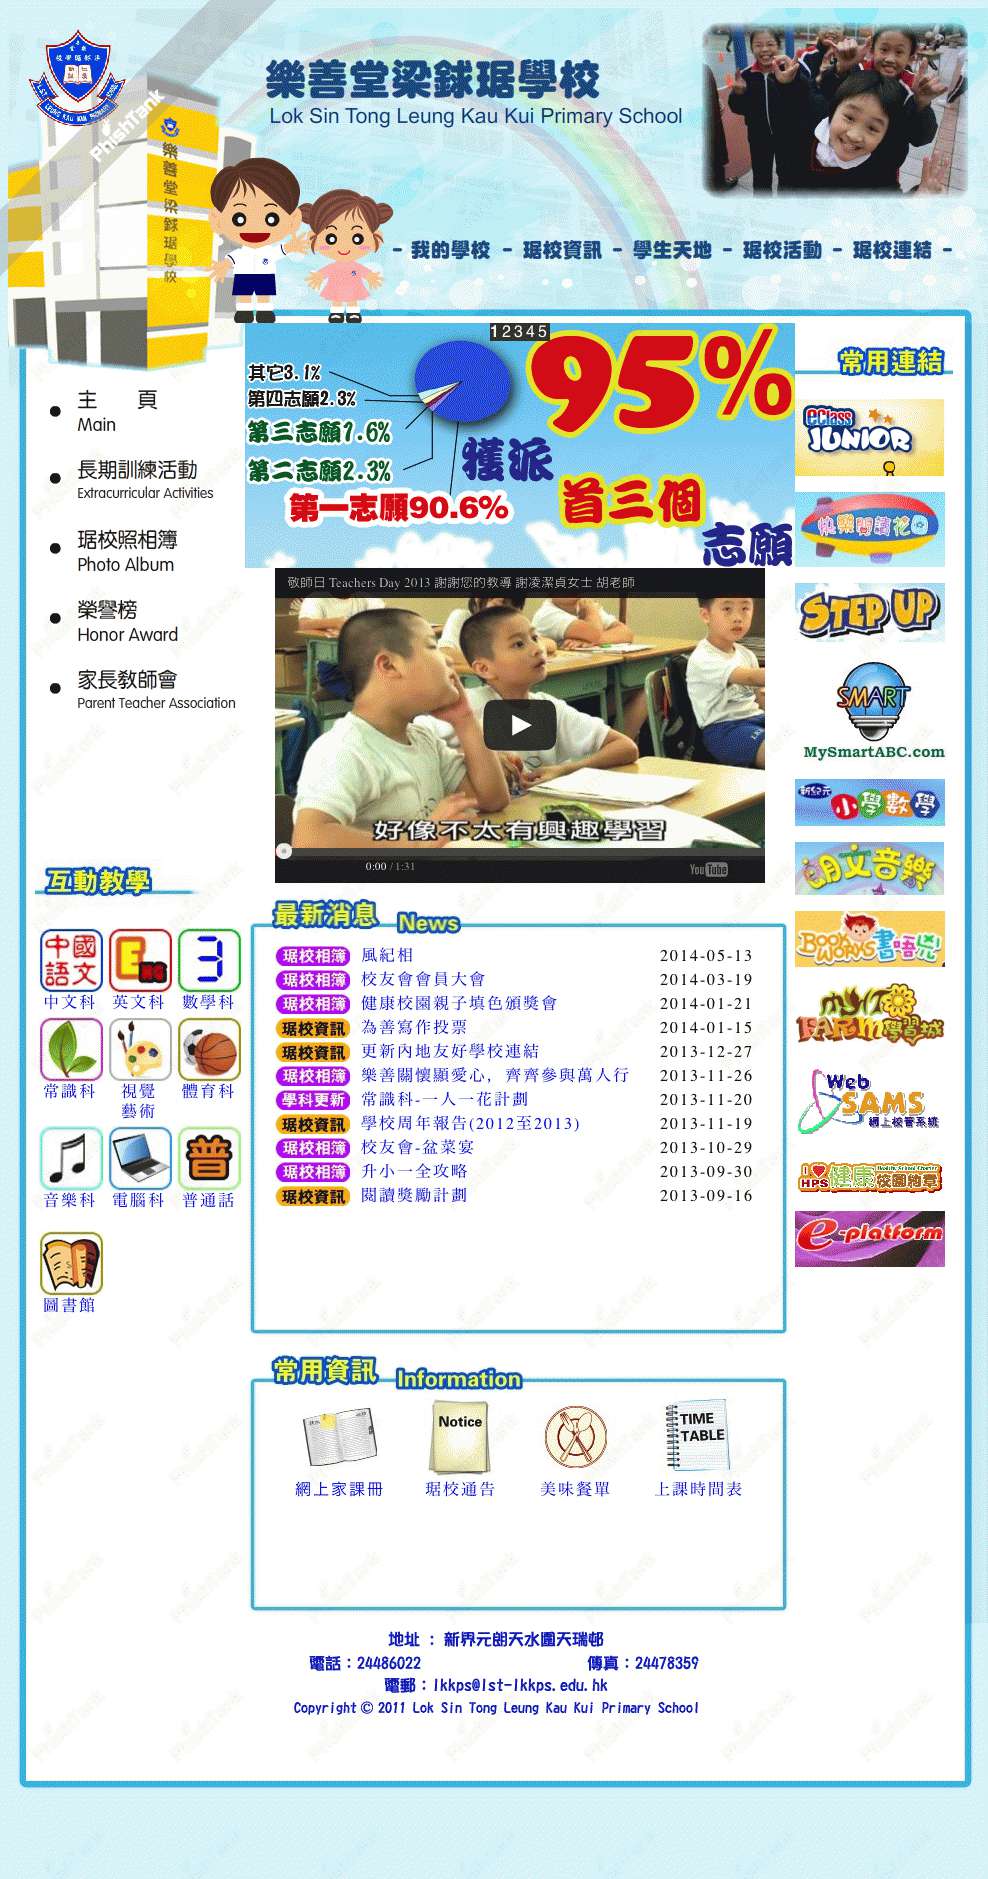 樂善堂梁銶琚學校
Lok Sin Tong Leung Kau Kui Primary School
PhishTank
樂善堂梁銶琚學校
- 我的學校 - 琚校資訊 - 學生天地 - 琚校活動 - 琚校連結 -
主 頁
Main
長期訓練活動
Extracurricular Activities
琚校照相簿
Photo Album
榮譽榜
Honor Award
家長教師會
Parent Teacher Association
互動教學
中國語文
中文科
英文科
數學科
常識科
視覺藝術
體育科
音樂科
電腦科
普
普通話
圖書館
1 2 3 4 5
其它3.1%
第四志願2.3%
第三志願1.6%
第二志願2.3%
第一志願90.6%
95%
獲派
首三個
志願
敬師日 Teachers Day 2013 謝謝您的教導 謝凌潔貞女士 胡老師
好像不太有興趣學習
0:00 / 1:31
YouTube
最新消息 News
琚校相簿 風紀相 2014-05-13
琚校相簿 校友會會員大會 2014-03-19
琚校相簿 健康校園親子填色頒獎會 2014-01-21
琚校資訊 為善寫作投票 2014-01-15
琚校資訊 更新內地友好學校連結 2013-12-27
琚校相簿 樂善關懷顯愛心, 齊齊參與萬人行 2013-11-26
學科更新 常識科-一人一花計劃 2013-11-20
琚校資訊 學校周年報告(2012至2013) 2013-11-19
琚校相簿 校友會-盆菜宴 2013-10-29
琚校相簿 升小一全攻略 2013-09-30
琚校資訊 閱讀獎勵計劃 2013-09-16
常用資訊 Information
Notice
TIME TABLE
網上家課冊
琚校通告
美味餐單
上課時間表
常用連結
eClass JUNIOR
快樂閱讀花園
STEP UP
SMART
MySmartABC.com
新紀元 小學數學
朗文音樂
BOOK WORKS 書唔兇
MY FARM 學習城
Web SAMS
網上校管系統
I HPS 健康校園約章
Healthy School Charter
e-platform
地址 : 新界元朗天水圍天瑞邨
電話：24486022 傳真：24478359
電郵：lkkps@lst-lkkps.edu.hk
Copyright © 2011 Lok Sin Tong Leung Kau Kui Primary School